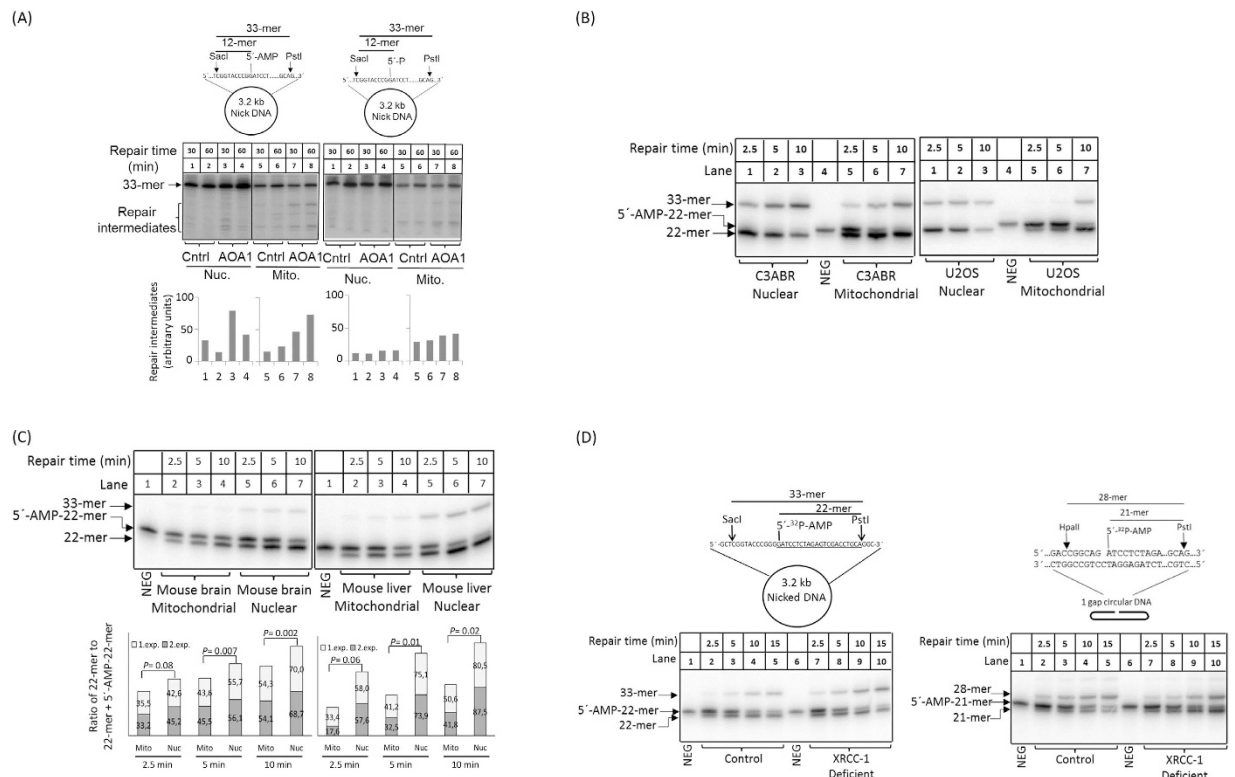 (A)
33-mer
12-mer
SacI 5´-AMP PstI
5´…TCGGTACCCGGATCCT……GCAG…3´
3.2 kb
Nick DNA
33-mer
12-mer
SacI 5´-P PstI
5´…TCGGTACCCGGATCCT……GCAG…3´
3.2 kb
Nick DNA
Repair time (min)
30 60 30 60 30 60 30 60 30 60 30 60 30 60 30 60
1 2 3 4 5 6 7 8 1 2 3 4 5 6 7 8
33-mer
Repair intermediates
Cntrl AOA1 Cntrl AOA1 Cntrl AOA1 Cntrl AOA1
Nuc. Mito. Nuc. Mito.
Repair intermediates (arbitrary units)
100 100
50 50
0 0
1 2 3 4 5 6 7 8 1 2 3 4 5 6 7 8
(B)
Repair time (min) 2.5 5 10 2.5 5 10 2.5 5 10 2.5 5 10
Lane 1 2 3 4 5 6 7 1 2 3 4 5 6 7
33-mer
5´-AMP-22-mer
22-mer
C3ABR Nuclear
NEG
C3ABR Mitochondrial
U2OS Nuclear
NEG
U2OS Mitochondrial
(C)
Repair time (min) 2.5 5 10 2.5 5 10 2.5 5 10 2.5 5 10
Lane 1 2 3 4 5 6 7 1 2 3 4 5 6 7
33-mer
5´-AMP-22-mer
22-mer
NEG
Mouse brain Mitochondrial
Mouse brain Nuclear
NEG
Mouse liver Mitochondrial
Mouse liver Nuclear
Ratio of 22-mer to 22-mer + 5´-AMP-22-mer
1.exp. 2.exp.
P= 0.08
P= 0.007
P= 0.002
1.exp. 2.exp.
P= 0.06
P= 0.01
P= 0.02
35,5 42,6 43,6 55,7 54,3 70,0 33,4 58,0 41,2 75,1 50,6 80,5
33,2 45,2 45,5 56,1 54,1 68,7 17,6 57,6 32,5 73,9 41,8 87,5
Mito Nuc Mito Nuc Mito Nuc Mito Nuc Mito Nuc Mito Nuc
2.5 min 5 min 10 min 2.5 min 5 min 10 min
(D)
33-mer
22-mer
SacI 5´-³²P-AMP PstI
5´-GCTCGGTACCCGGGGATCCTCTAGAGTCGACCTGCAGGC-3´
3.2 kb
Nicked DNA
Repair time (min) 2.5 5 10 15 2.5 5 10 15
Lane 1 2 3 4 5 6 7 8 9 10
33-mer
5´-AMP-22-mer
22-mer
NEG
Control
NEG
XRCC-1 Deficient
28-mer
21-mer
HpaII 5´-³²P-AMP PstI
5´…GACCGGCAG ATCCTCTAGA…GCAG…3´
3´…CTGGCCGTCCTAGGAGATCT…CGTC…5´
1 gap circular DNA
Repair time (min) 2.5 5 10 15 2.5 5 10 15
Lane 1 2 3 4 5 6 7 8 9 10
28-mer
5´-AMP-21-mer
21-mer
NEG
Control
NEG
XRCC-1 Deficient